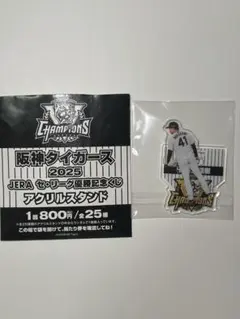 CHAMPIONS
阪神タイガース
2025
JERA セ・リーグ優勝記念くじ
アクリルスタンド
1回800円/全25種
この場で袋を開けて、当たり券を確認してね!
41
CHAMPIONS